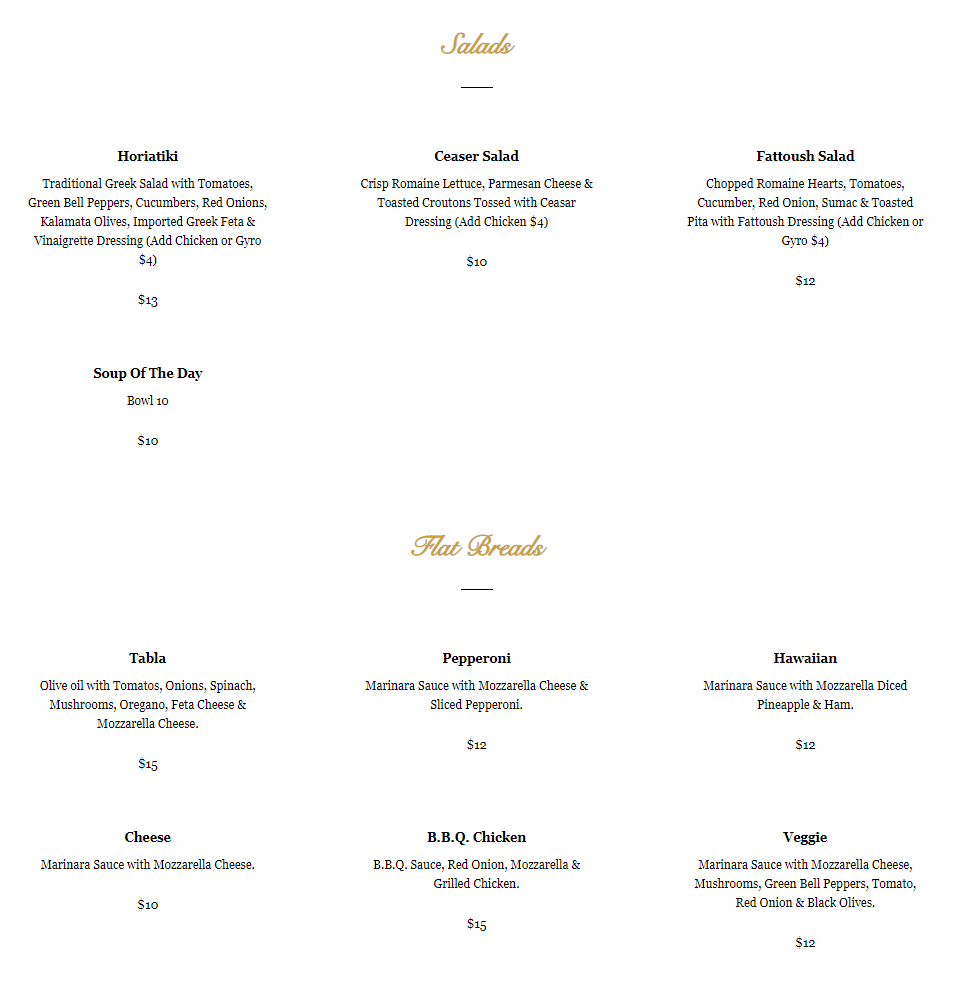 Salads
Horiatiki
Traditional Greek Salad with Tomatoes,
Green Bell Peppers, Cucumbers, Red Onions,
Kalamata Olives, Imported Greek Feta &
Vinaigrette Dressing (Add Chicken or Gyro
$4)
$13
Ceaser Salad
Crisp Romaine Lettuce, Parmesan Cheese &
Toasted Croutons Tossed with Ceasar
Dressing (Add Chicken $4)
$10
Fattoush Salad
Chopped Romaine Hearts, Tomatoes,
Cucumber, Red Onion, Sumac & Toasted
Pita with Fattoush Dressing (Add Chicken or
Gyro $4)
$12
Soup Of The Day
Bowl 10
$10
Flat Breads
Tabla
Olive oil with Tomatos, Onions, Spinach,
Mushrooms, Oregano, Feta Cheese &
Mozzarella Cheese.
$15
Pepperoni
Marinara Sauce with Mozzarella Cheese &
Sliced Pepperoni.
$12
Hawaiian
Marinara Sauce with Mozzarella Diced
Pineapple & Ham.
$12
Cheese
Marinara Sauce with Mozzarella Cheese.
$10
B.B.Q. Chicken
B.B.Q. Sauce, Red Onion, Mozzarella &
Grilled Chicken.
$15
Veggie
Marinara Sauce with Mozzarella Cheese,
Mushrooms, Green Bell Peppers, Tomato,
Red Onion & Black Olives.
$12